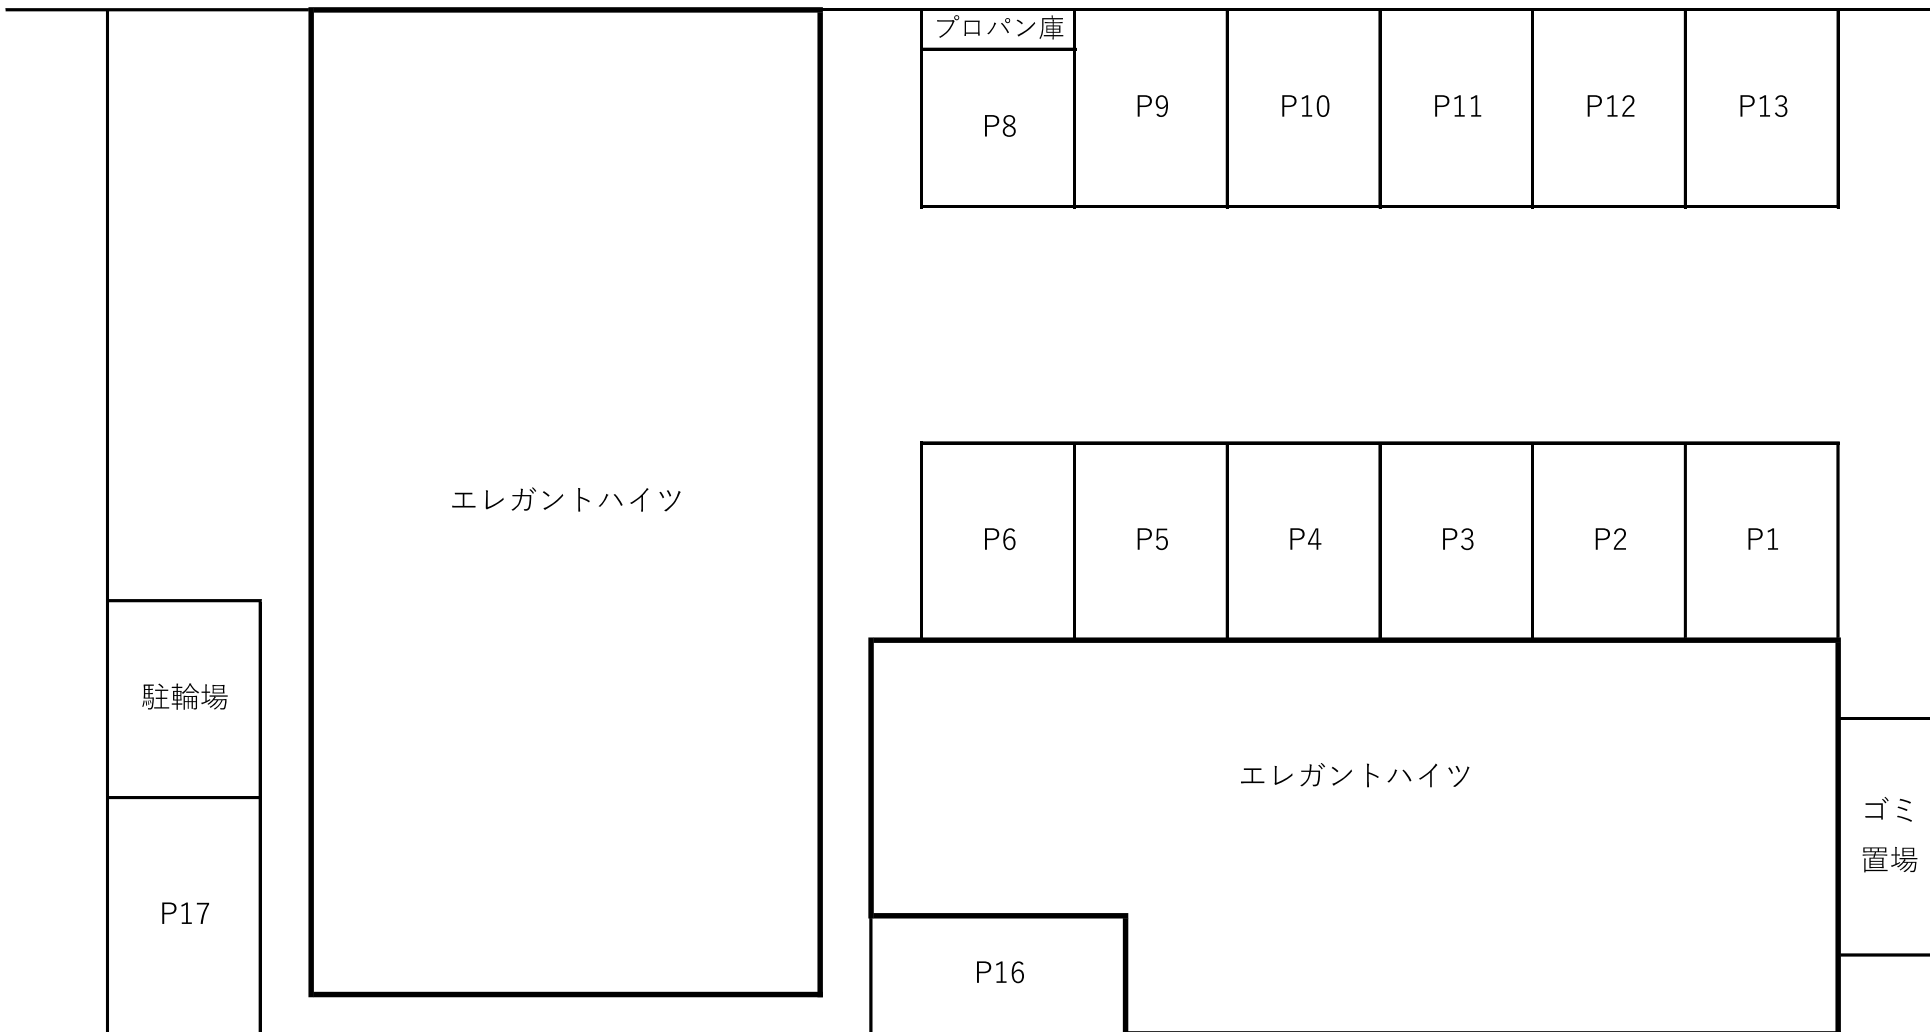 プロパン庫
P8
P9
P10
P11
P12
P13
エレガントハイツ
P6
P5
P4
P3
P2
P1
駐輪場
エレガントハイツ
ゴミ
置場
P17
P16